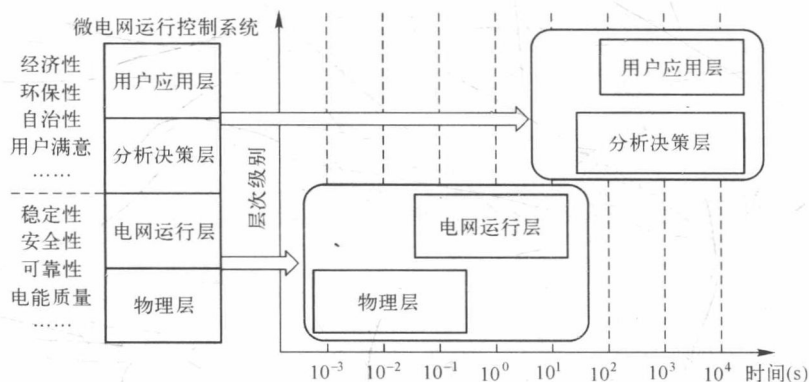 微电网运行控制系统
经济性
环保性
自治性
用户满意
……
稳定性
安全性
可靠性
电能质量
……
用户应用层
分析决策层
电网运行层
物理层
层次级别
用户应用层
分析决策层
电网运行层
物理层
10⁻³ 10⁻² 10⁻¹ 10⁰ 10¹ 10² 10³ 10⁴ 时间(s)